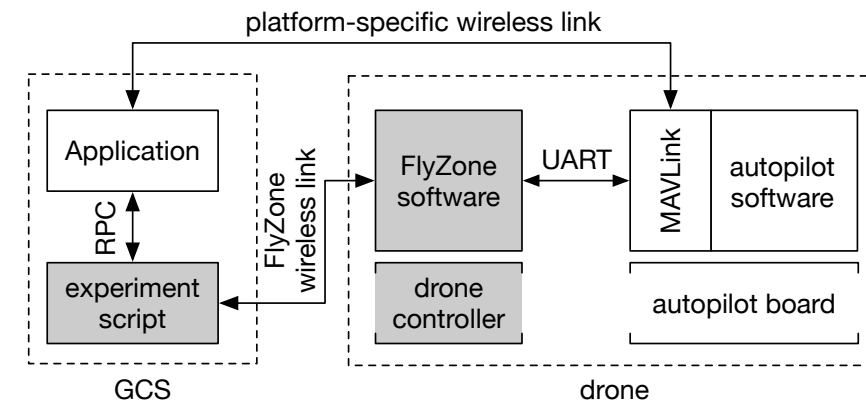 platform-specific wireless link
Application
RPC
experiment
script
GCS
FlyZone
wireless link
FlyZone
software
UART
MAVLink
autopilot
software
drone
controller
autopilot board
drone